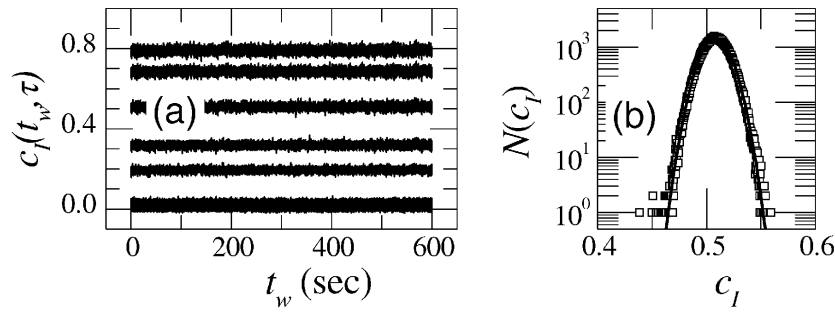 0.8
0.4
0.0
c_I(t_w, τ)
(a)
0 200 400 600
t_w (sec)
10^3
10^2
10^1
10^0
N(c_I)
(b)
0.4 0.5 0.6
c_I